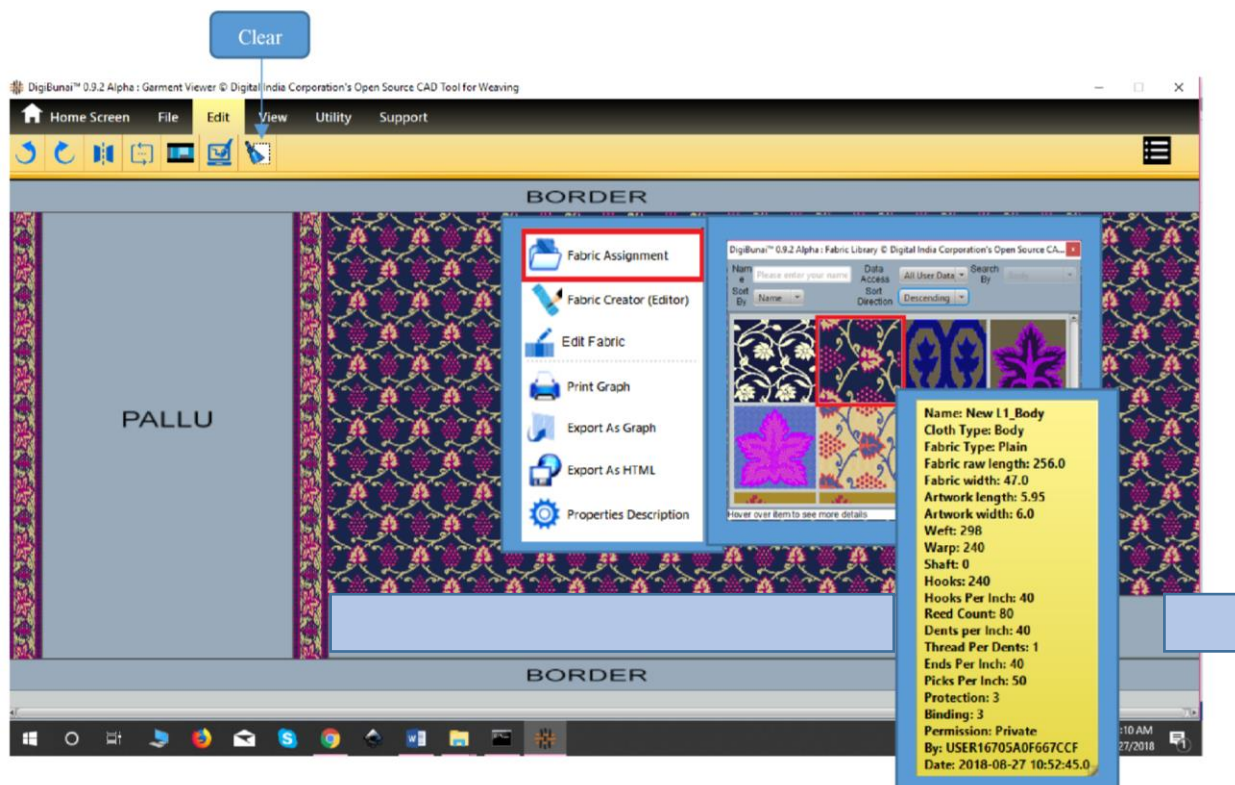 Clear
DigiBunai™ 0.9.2 Alpha : Garment Viewer © Digital India Corporation's Open Source CAD Tool for Weaving
Home Screen File Edit View Utility Support
BORDER
PALLU
Fabric Assignment
Fabric Creator (Editor)
Edit Fabric
Print Graph
Export As Graph
Export As HTML
Properties Description
DigiBunai™ 0.9.2 Alpha : Fabric Library © Digital India Corporation's Open Source CA...
Name Please enter your name Data Access All User Data Search By Body
Sort By Name Sort Direction Descending
Hover over item to see more details
Name: New L1_Body
Cloth Type: Body
Fabric Type: Plain
Fabric raw length: 256.0
Fabric width: 47.0
Artwork length: 5.95
Artwork width: 6.0
Weft: 298
Warp: 240
Shaft: 0
Hooks: 240
Hooks Per Inch: 40
Reed Count: 80
Dents per Inch: 40
Thread Per Dents: 1
Ends Per Inch: 40
Picks Per Inch: 50
Protection: 3
Binding: 3
Permission: Private
By: USER16705A0F667CCF
Date: 2018-08-27 10:52:45.0
BORDER
:10 AM
27/2018